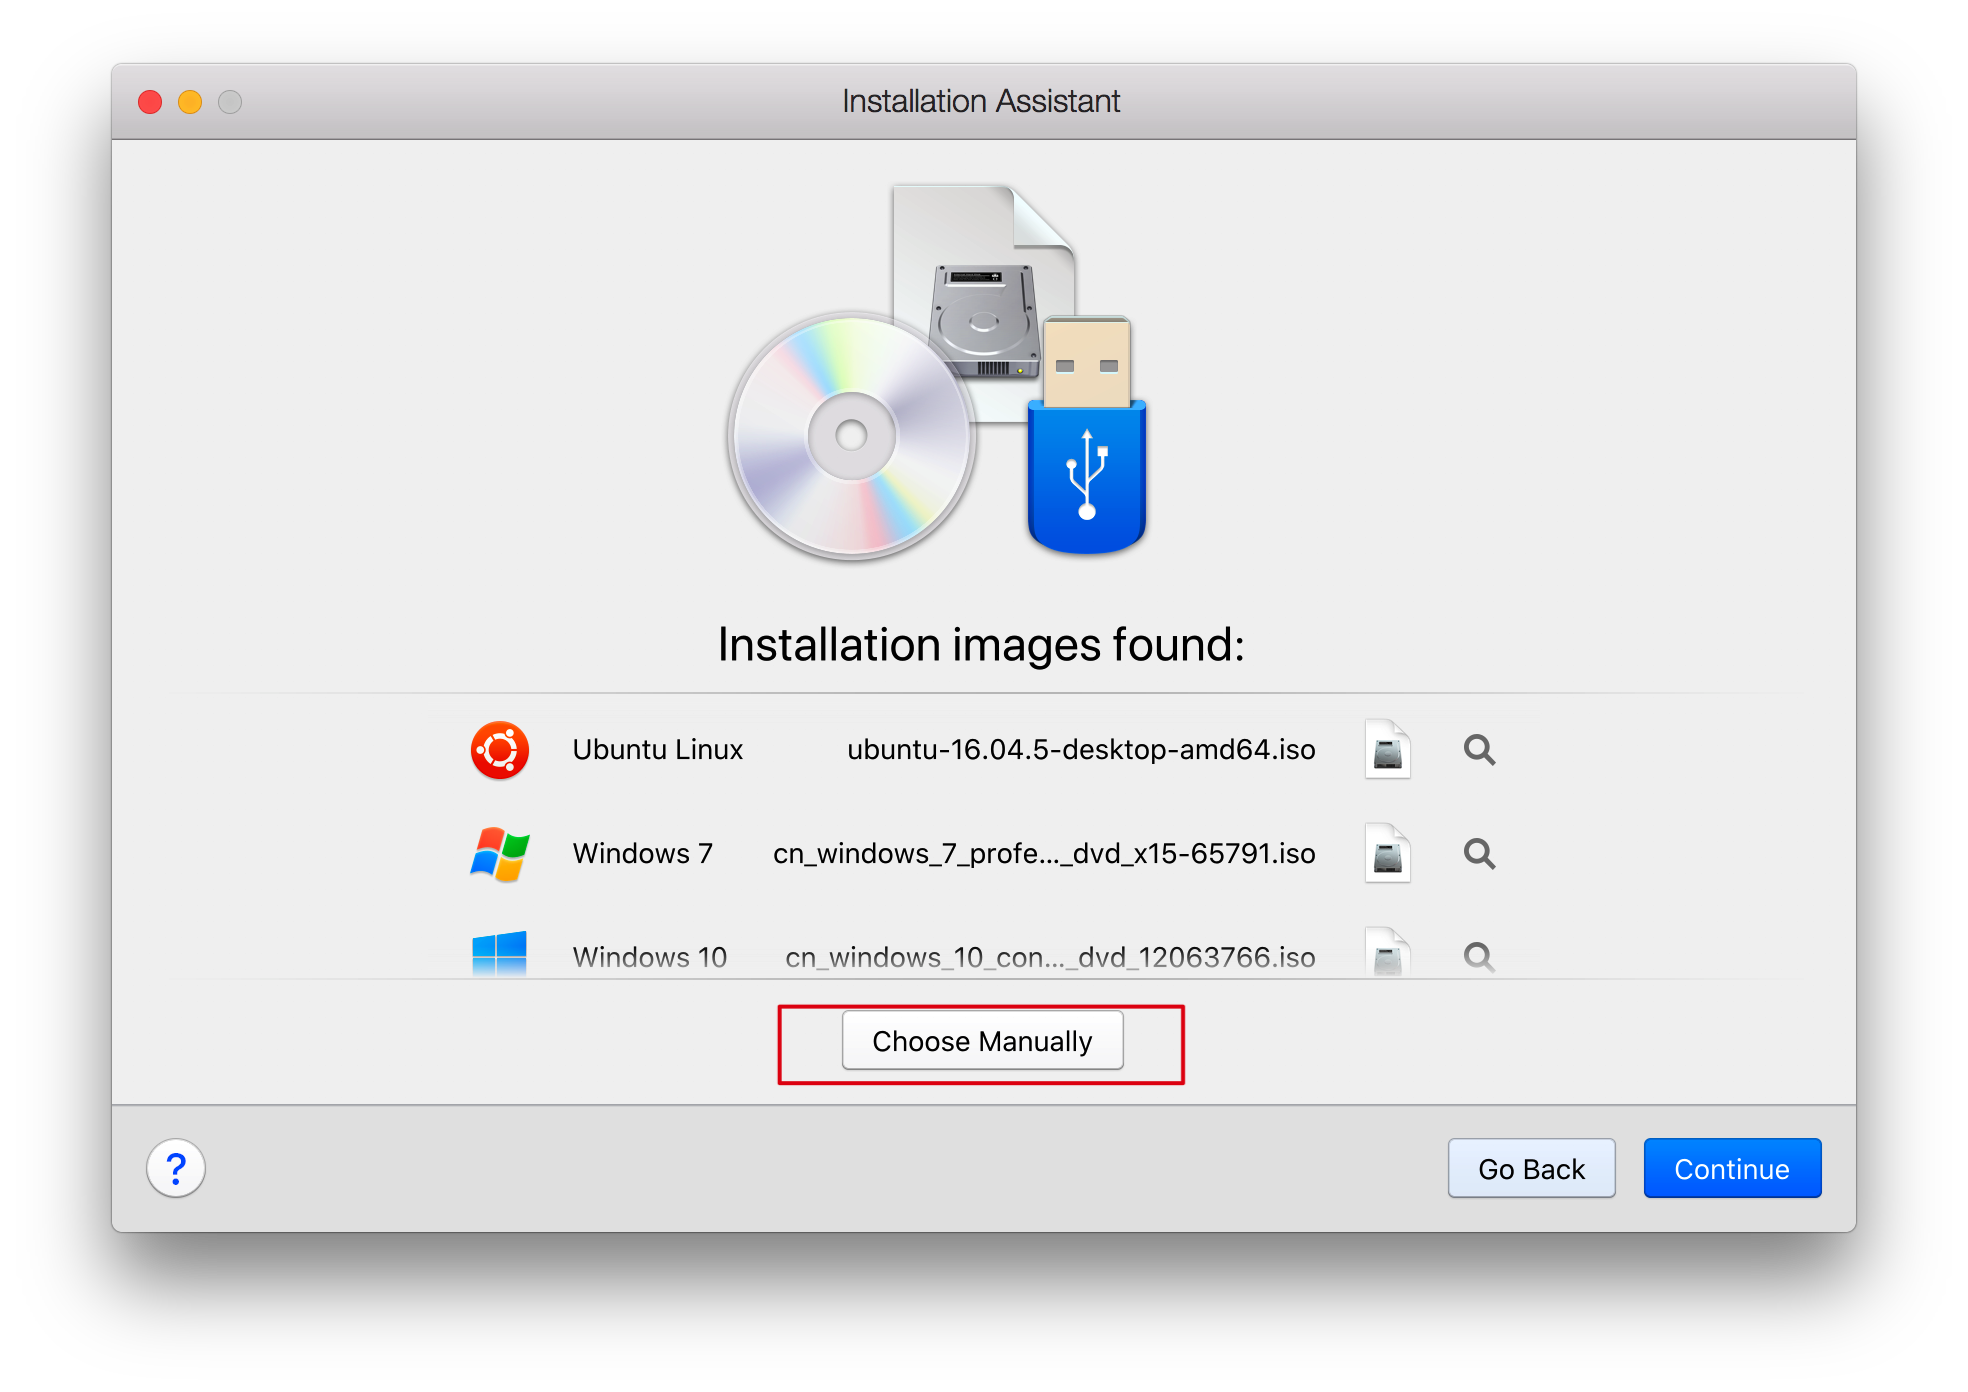 Installation Assistant
Installation images found:
Ubuntu Linux ubuntu-16.04.5-desktop-amd64.iso
Windows 7 cn_windows_7_profe..._dvd_x15-65791.iso
Windows 10 cn_windows_10_con..._dvd_12063766.iso
Choose Manually
? Go Back Continue